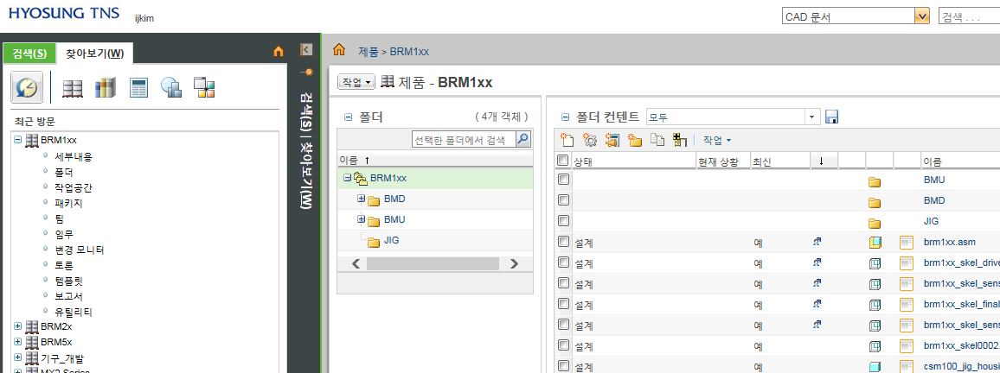 HYOSUNG TNS ijkim CAD 문서 검색 . . .
검색(S) 찾아보기(W)
검색(S) | 찾아보기(W)
최근 방문
BRM1xx
세부내용
폴더
작업공간
패키지
팀
임무
변경 모니터
토론
템플릿
보고서
유틸리티
BRM2x
BRM5x
기구_개발
제품 > BRM1xx
작업 제품 - BRM1xx
폴더 ( 4개 객체 )
선택한 폴더에서 검색
이름 ↑
BRM1xx
BMD
BMU
JIG
폴더 컨텐트 모두
작업
상태 현재 상황 최신 ↓ 이름
BMU
BMD
JIG
설계 예 brm1xx.asm
설계 예 brm1xx_skel_drive
설계 예 brm1xx_skel_sens
설계 예 brm1xx_skel_final
설계 예 brm1xx_skel_sens
설계 예 brm1xx_skel0002.
설계 예 csm100_jig_housi